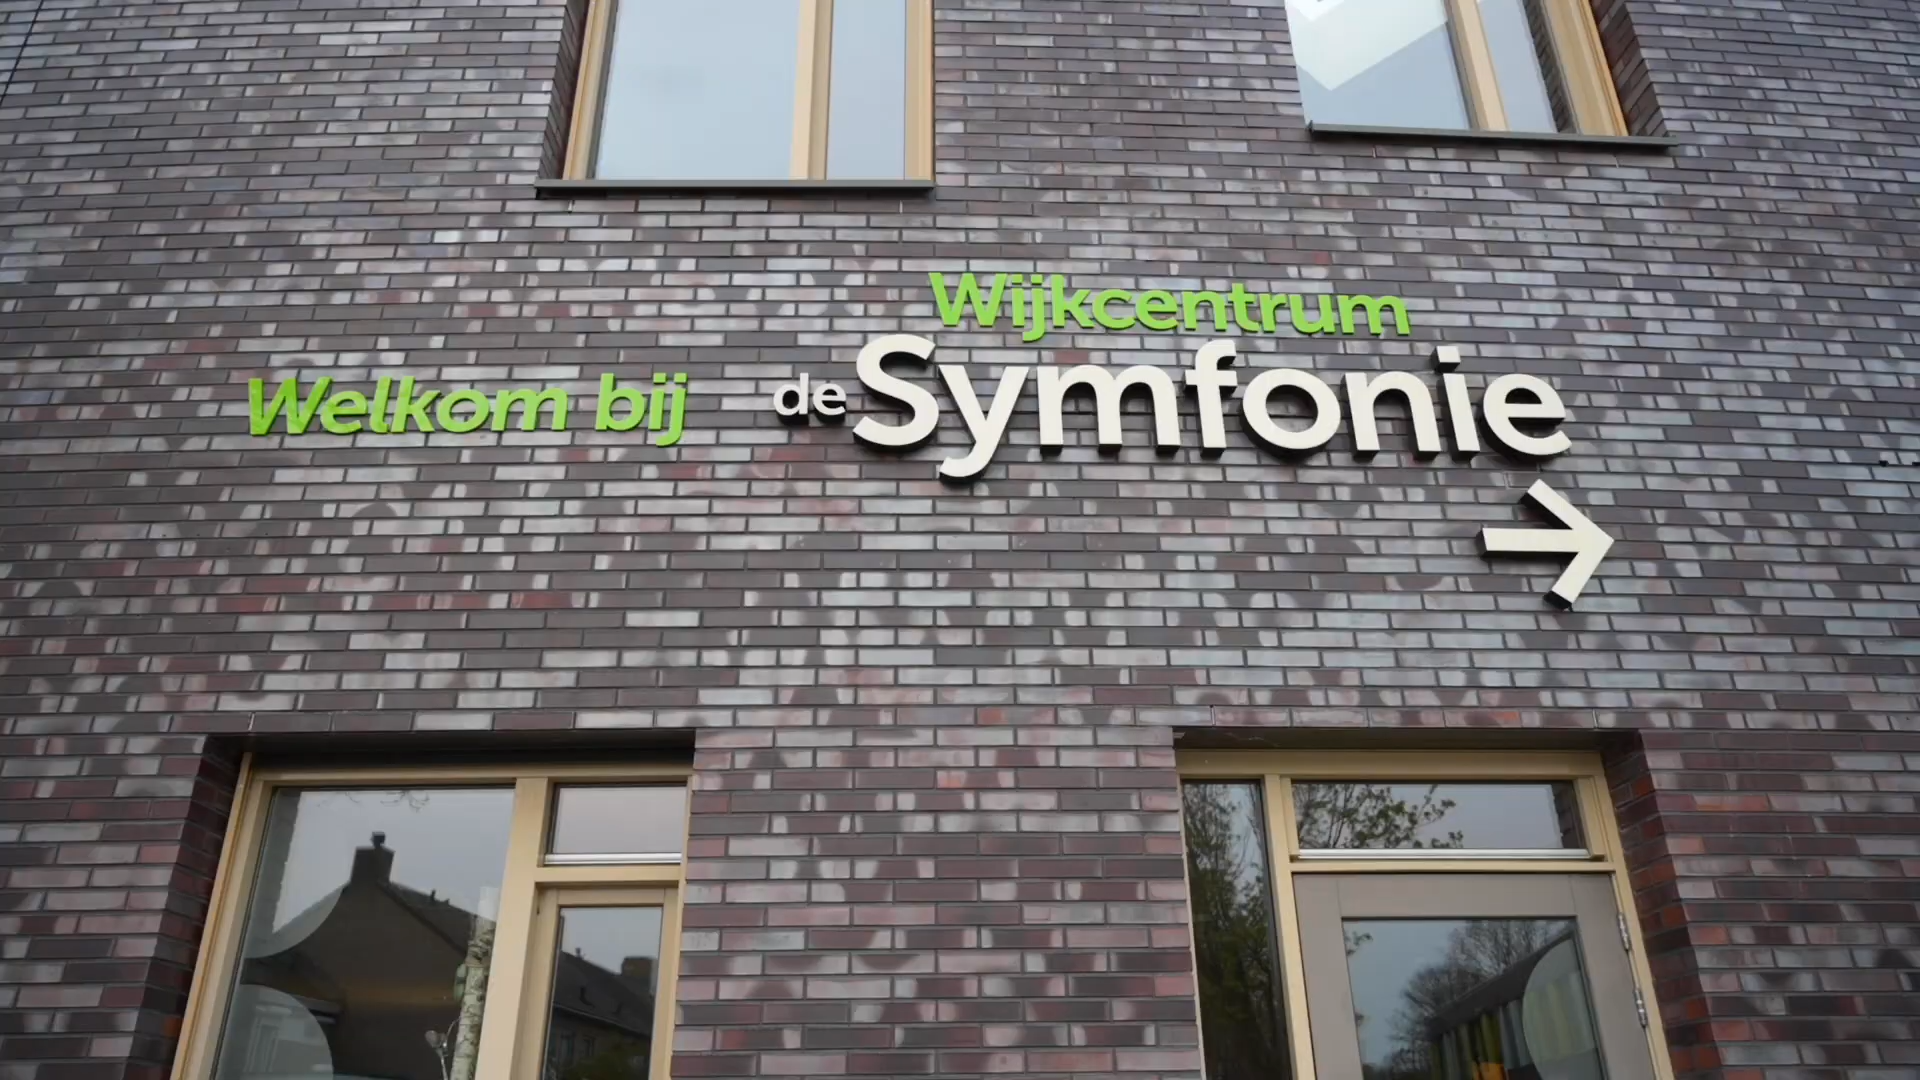 Welkom bij
Wijkcentrum
de Symfonie
→